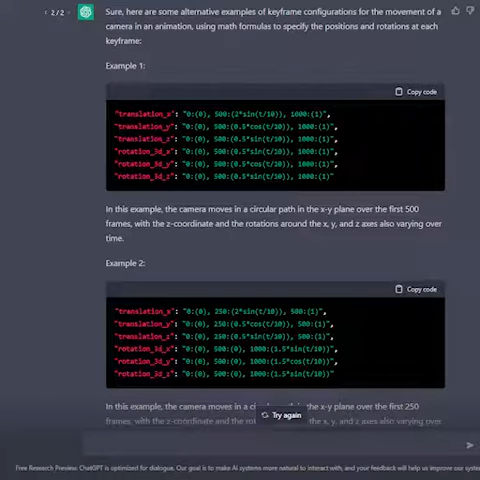 2/2
Sure, here are some alternative examples of keyframe configurations for the movement of a
camera in an animation, using math formulas to specify the positions and rotations at each
keyframe:
Example 1:
Copy code
"translation_x": "0:(0), 500:(2*sin(t/10)), 1000:(1)",
"translation_y": "0:(0), 500:(0.5*cos(t/10)), 1000:(1)",
"translation_z": "0:(0), 500:(0.5*sin(t/10)), 1000:(1)",
"rotation_3d_x": "0:(0), 500:(0.5*sin(t/10)), 1000:(1)",
"rotation_3d_y": "0:(0), 500:(0.5*cos(t/10)), 1000:(1)",
"rotation_3d_z": "0:(0), 500:(0.5*sin(t/10)), 1000:(1)"
In this example, the camera moves in a circular path in the x-y plane over the first 500
frames, with the z-coordinate and the rotations around the x, y, and z axes also varying over
time.
Example 2:
Copy code
"translation_x": "0:(0), 250:(2*sin(t/10)), 500:(1)",
"translation_y": "0:(0), 250:(0.5*cos(t/10)), 500:(1)",
"translation_z": "0:(0), 250:(0.5*sin(t/10)), 500:(1)",
"rotation_3d_x": "0:(0), 500:(0), 1000:(1.5*sin(t/10))",
"rotation_3d_y": "0:(0), 500:(0), 1000:(1.5*cos(t/10))",
"rotation_3d_z": "0:(0), 500:(0), 1000:(1.5*sin(t/10))"
In this example, the camera moves in a in the x-y plane over the first 250
Try again
frames, with the z-coordinate and the x, y, and z axes also varying over
Free Research Preview: ChatGPT is optimized for dialogue. Our goal is to make AI systems more natural to interact with, and your feedback will help us improve our